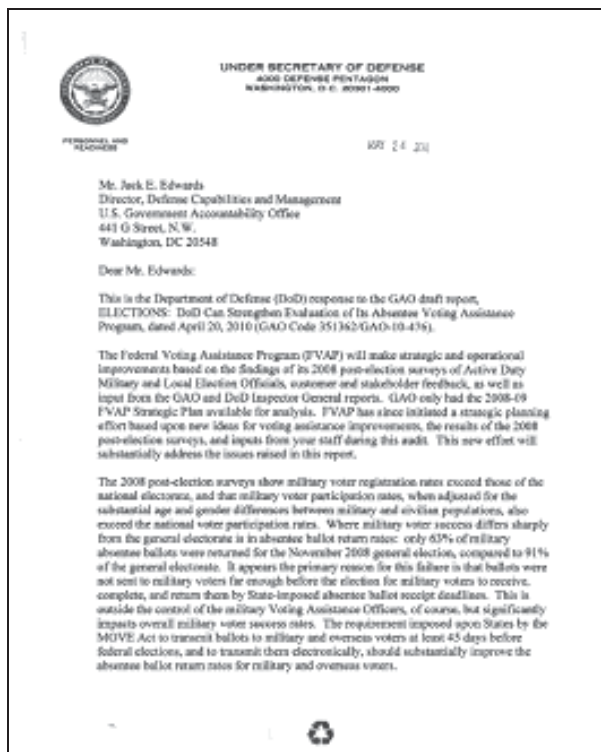 UNDER SECRETARY OF DEFENSE
4000 DEFENSE PENTAGON
WASHINGTON, D.C. 20301-4000
PERSONNEL AND
READINESS
MAY 24
Mr. Jack E. Edwards
Director, Defense Capabilities and Management
U.S. Government Accountability Office
441 G Street, N.W.
Washington, DC 20548
Dear Mr. Edwards:
This is the Department of Defense (DoD) response to the GAO draft report,
ELECTIONS: DoD Can Strengthen Evaluation of Its Absentee Voting Assistance
Program, dated April 20, 2010 (GAO Code 351362/GAO-10-476).
The Federal Voting Assistance Program (FVAP) will make strategic and operational
improvements based on the findings of its 2008 post-election surveys of Active Duty
Military and Local Election Officials, customer and stakeholder feedback, as well as
input from the GAO and DoD Inspector General reports. GAO only had the 2008-09
FVAP Strategic Plan available for analysis. FVAP has since initiated a strategic planning
effort based upon new ideas for voting assistance improvements, the results of the 2008
post-election surveys, and inputs from your staff during this audit. This new effort will
substantially address the issues raised in this report.
The 2008 post-election surveys show military voter registration rates exceed those of the
national electorate, and that military voter participation rates, when adjusted for the
substantial age and gender differences between military and civilian populations, also
exceed the national voter participation rates. Where military voter success differs sharply
from the general electorate is in absentee ballot return rates: only 63% of military
absentee ballots were returned for the November 2008 general election, compared to 91%
of the general electorate. It appears the primary reason for this failure is that ballots were
not sent to military voters far enough before the election for military voters to receive,
complete, and return them by State-imposed absentee ballot receipt deadlines. This is
outside the control of the military Voting Assistance Officers, of course, but significantly
impacts overall military voter success rates. The requirement imposed upon States by the
MOVE Act to transmit ballots to military and overseas voters at least 45 days before
federal elections, and to transmit them electronically, should substantially improve the
absentee ballot return rates for military and overseas voters.